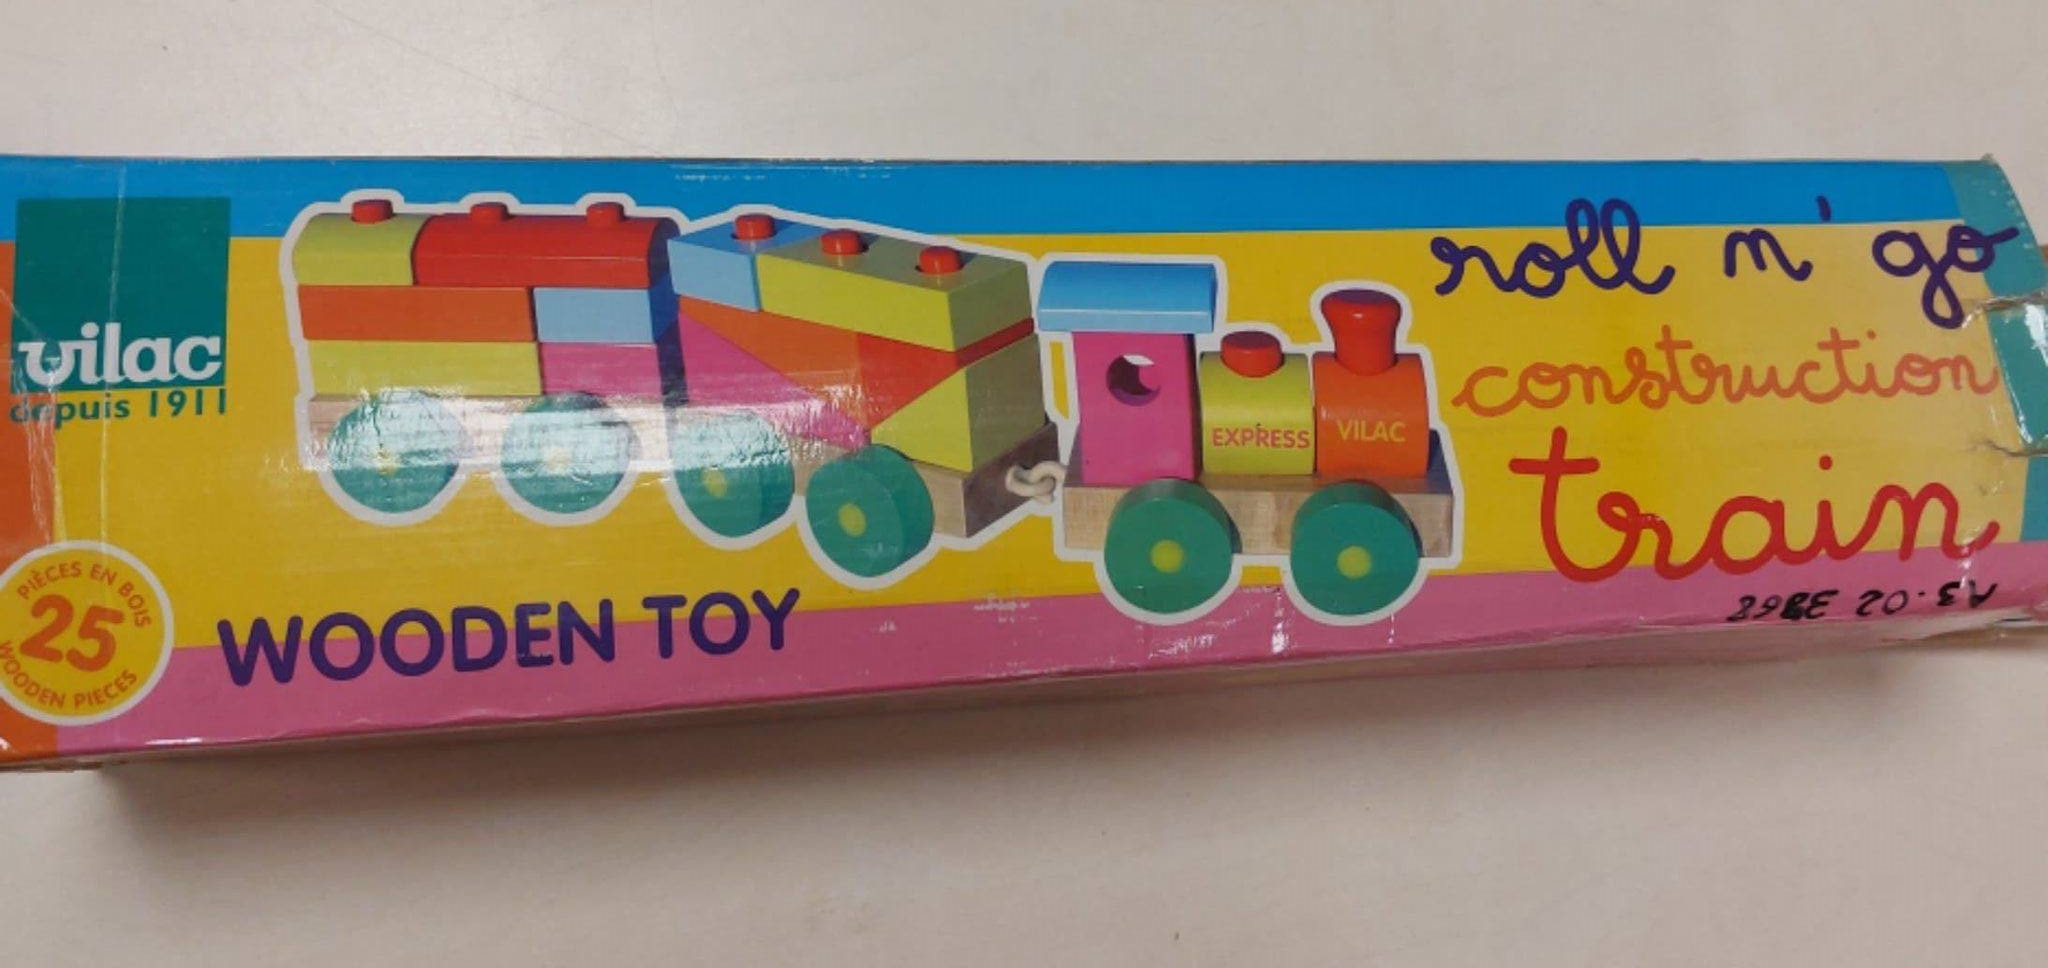 vilac
depuis 1911
roll n' go
construction
train
EXPRESS
VILAC
WOODEN TOY
PIÈCES EN BOIS
25
WOODEN PIECES